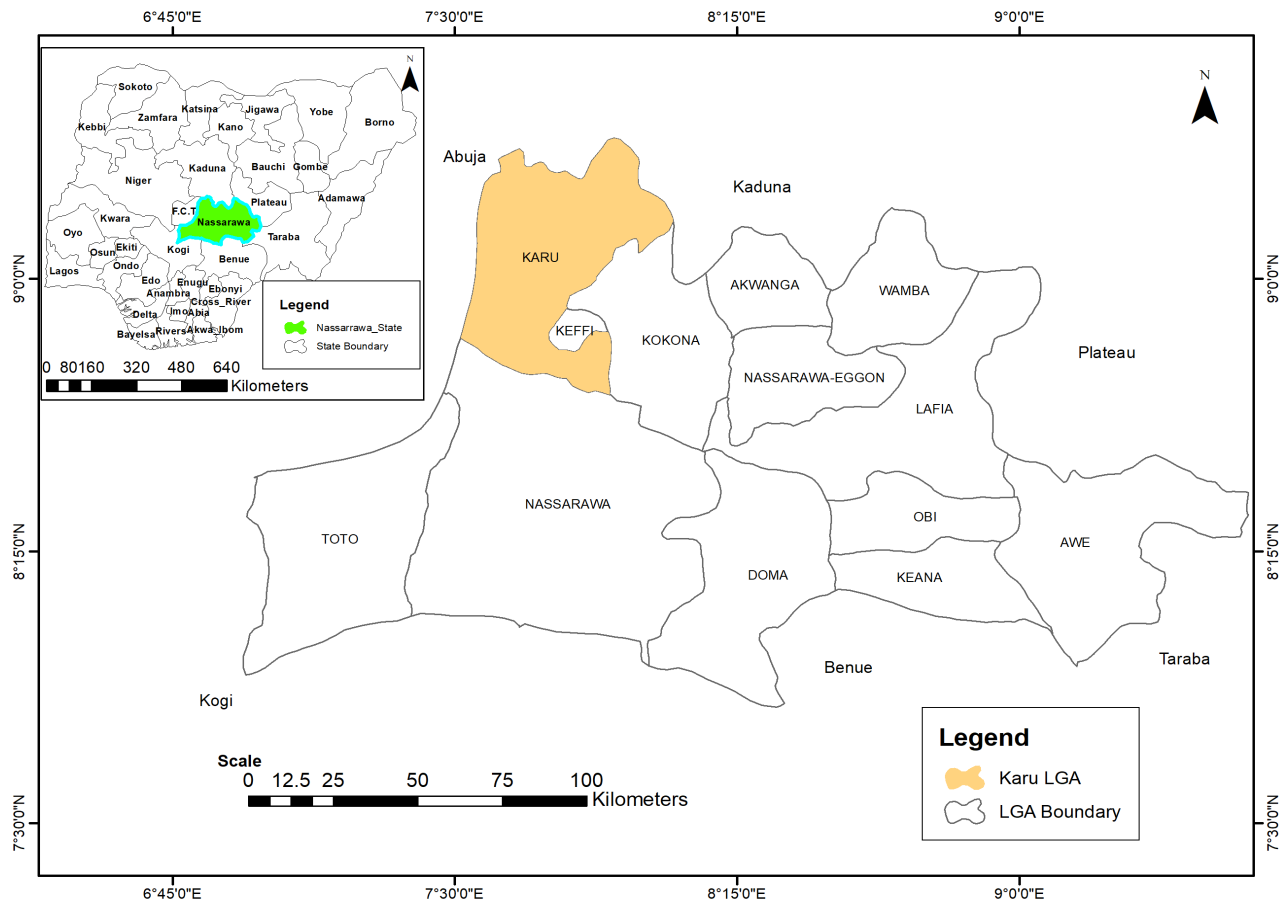 6°45'0"E
7°30'0"E
8°15'0"E
9°0'0"E
N
Sokoto
Katsina
Jigawa
Yobe
Zamfara
Kano
Borno
Kebbi
Kaduna
Bauchi
Gombe
Niger
Adamawa
Plateau
F.C.T
Kwara
Nassarawa
Oyo
Taraba
Ekiti
Kogi
Osun
Benue
Ondo
Lagos
Edo
Enugu
Ebonyi
Anambra
Cross_River
Delta
Imo
Abia
Bayelsa
Rivers
Akwa_Ibom
Legend
Nassarrawa_State
State Boundary
0 80 160 320 480 640
Kilometers
N
Abuja
Kaduna
KARU
AKWANGA
WAMBA
KEFFI
KOKONA
Plateau
NASSARAWA-EGGON
LAFIA
NASSARAWA
OBI
TOTO
AWE
DOMA
KEANA
Benue
Taraba
Kogi
9°0'0"N
8°15'0"N
7°30'0"N
9°0'0"N
8°15'0"N
7°30'0"N
Scale
0 12.5 25 50 75 100
Kilometers
Legend
Karu LGA
LGA Boundary
6°45'0"E
7°30'0"E
8°15'0"E
9°0'0"E